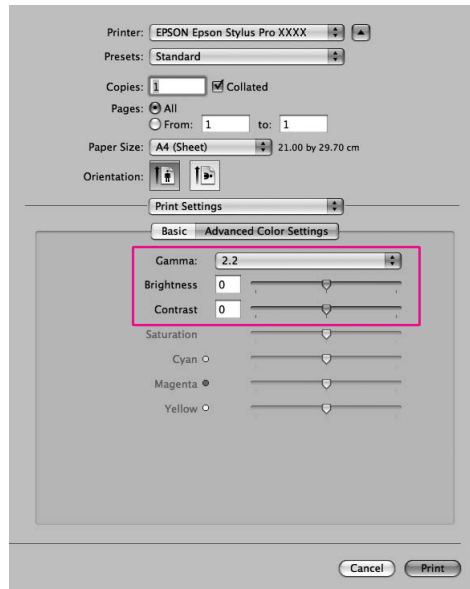 Printer: EPSON Epson Stylus Pro XXXX
Presets: Standard
Copies: 1 Collated
Pages: All
From: 1 to: 1
Paper Size: A4 (Sheet) 21.00 by 29.70 cm
Orientation:
Print Settings
Basic Advanced Color Settings
Gamma: 2.2
Brightness 0
Contrast 0
Saturation
Cyan
Magenta
Yellow
Cancel Print